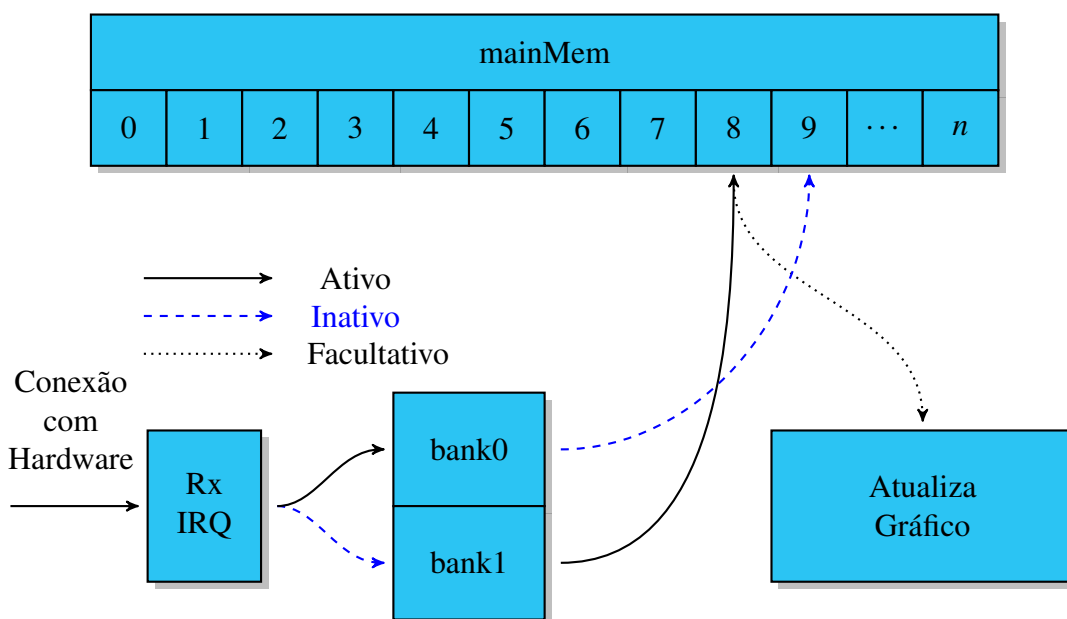 mainMem
0 1 2 3 4 5 6 7 8 9 ··· n
Ativo
Inativo
Facultativo
Conexão
com
Hardware
Rx
IRQ
bank0
bank1
Atualiza
Gráfico